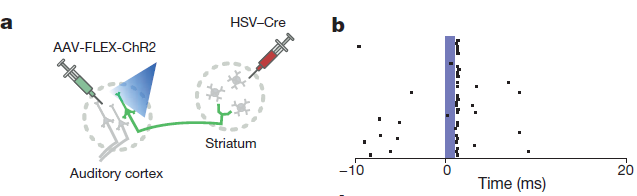 a
HSV–Cre
AAV-FLEX-ChR2
Striatum
Auditory cortex
b
–10
0
20
Time (ms)